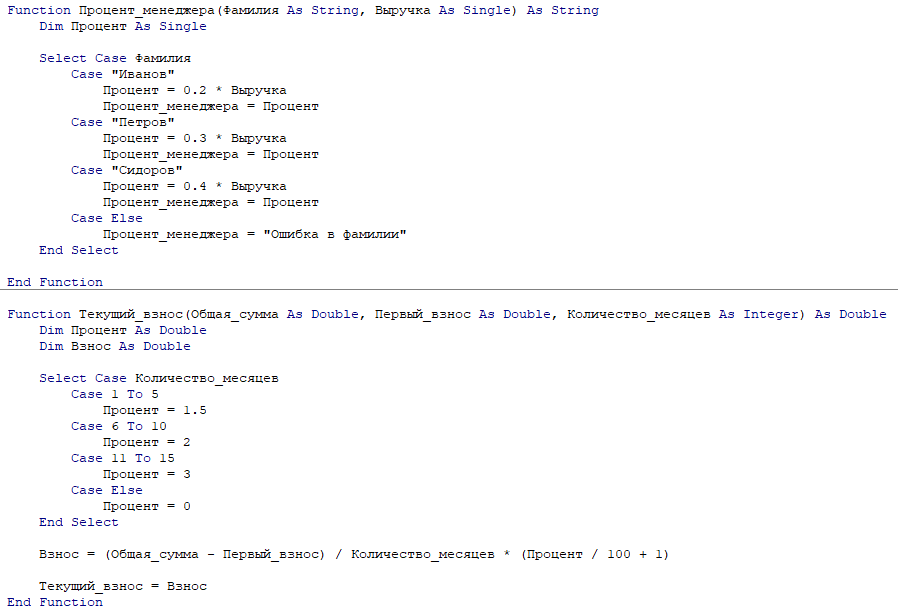 Function Процент_менеджера(Фамилия As String, Выручка As Single) As String
    Dim Процент As Single

    Select Case Фамилия
        Case "Иванов"
            Процент = 0.2 * Выручка
            Процент_менеджера = Процент
        Case "Петров"
            Процент = 0.3 * Выручка
            Процент_менеджера = Процент
        Case "Сидоров"
            Процент = 0.4 * Выручка
            Процент_менеджера = Процент
        Case Else
            Процент_менеджера = "Ошибка в фамилии"
    End Select

End Function

Function Текущий_взнос(Общая_сумма As Double, Первый_взнос As Double, Количество_месяцев As Integer) As Double
    Dim Процент As Double
    Dim Взнос As Double

    Select Case Количество_месяцев
        Case 1 To 5
            Процент = 1.5
        Case 6 To 10
            Процент = 2
        Case 11 To 15
            Процент = 3
        Case Else
            Процент = 0
    End Select

    Взнос = (Общая_сумма - Первый_взнос) / Количество_месяцев * (Процент / 100 + 1)

    Текущий_взнос = Взнос
End Function